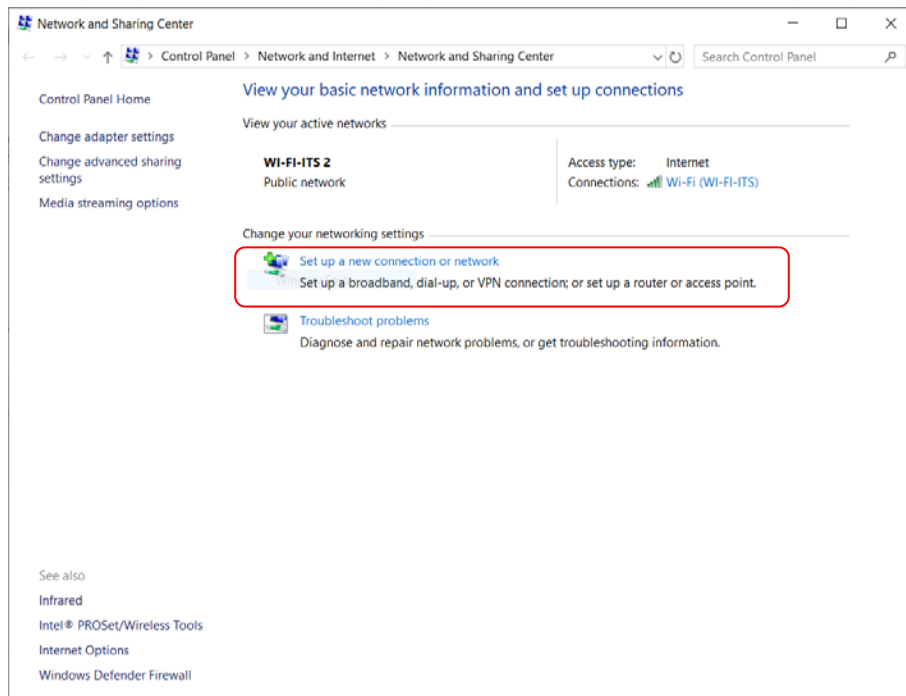 Network and Sharing Center
Control Panel > Network and Internet > Network and Sharing Center
Search Control Panel
Control Panel Home
Change adapter settings
Change advanced sharing
settings
Media streaming options
View your basic network information and set up connections
View your active networks
WI-FI-ITS 2
Public network
Access type: Internet
Connections: Wi-Fi (WI-FI-ITS)
Change your networking settings
Set up a new connection or network
Set up a broadband, dial-up, or VPN connection; or set up a router or access point.
Troubleshoot problems
Diagnose and repair network problems, or get troubleshooting information.
See also
Infrared
Intel® PROSet/Wireless Tools
Internet Options
Windows Defender Firewall